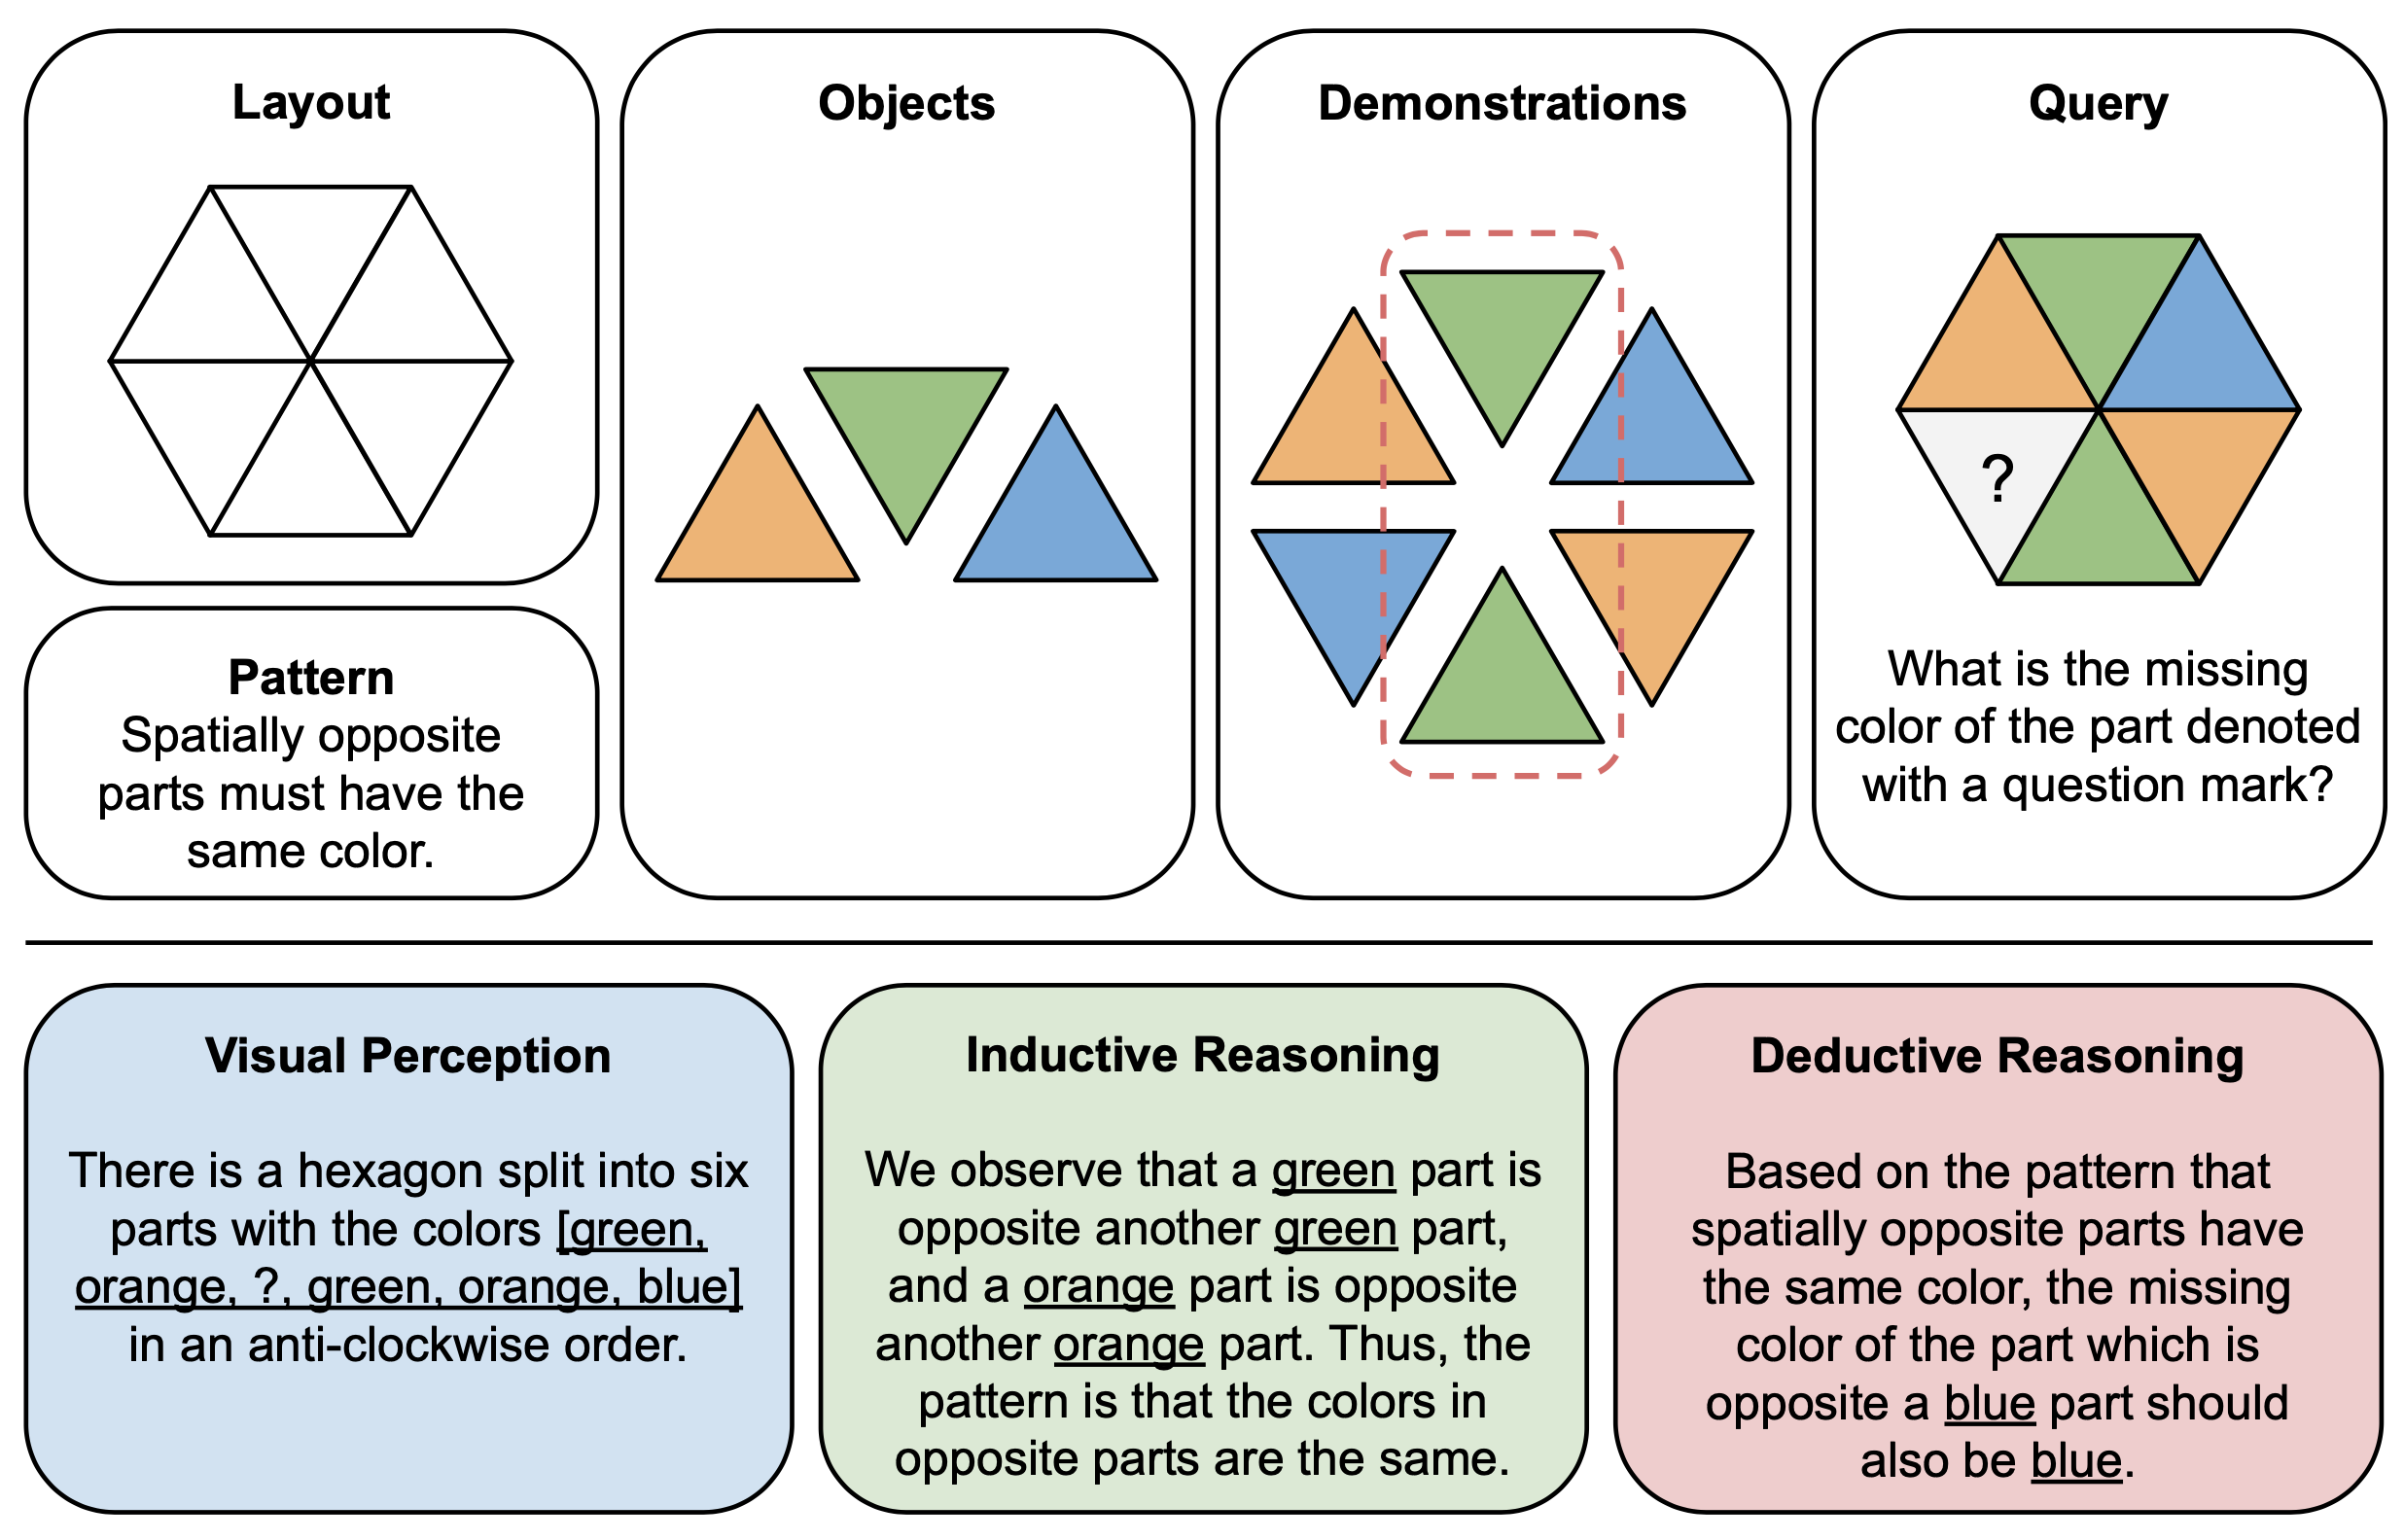 Layout
Objects
Demonstrations
Query
?
What is the missing
color of the part denoted
with a question mark?
Pattern
Spatially opposite
parts must have the
same color.
Visual Perception
There is a hexagon split into six
parts with the colors [green,
orange, ?, green, orange, blue]
in an anti-clockwise order.
Inductive Reasoning
We observe that a green part is
opposite another green part,
and a orange part is opposite
another orange part. Thus, the
pattern is that the colors in
opposite parts are the same.
Deductive Reasoning
Based on the pattern that
spatially opposite parts have
the same color, the missing
color of the part which is
opposite a blue part should
also be blue.